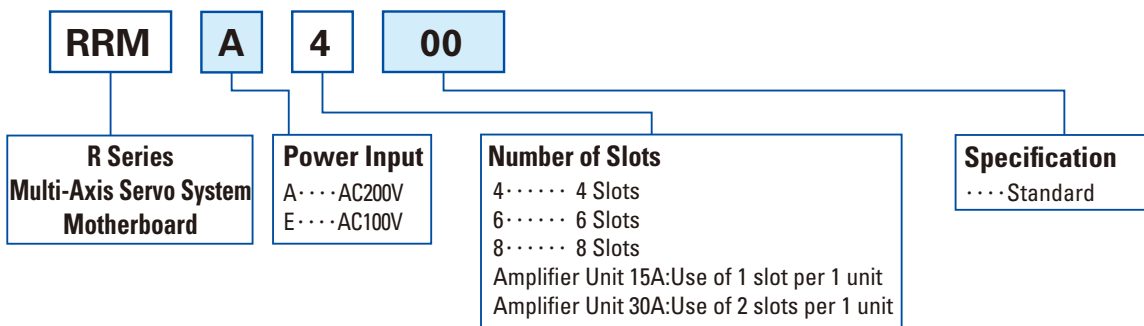 RRM A 4 00
R Series
Multi-Axis Servo System
Motherboard
Power Input
A‥‥AC200V
E‥‥AC100V
Number of Slots
4‥‥‥ 4 Slots
6‥‥‥ 6 Slots
8‥‥‥ 8 Slots
Amplifier Unit 15A:Use of 1 slot per 1 unit
Amplifier Unit 30A:Use of 2 slots per 1 unit
Specification
‥‥Standard